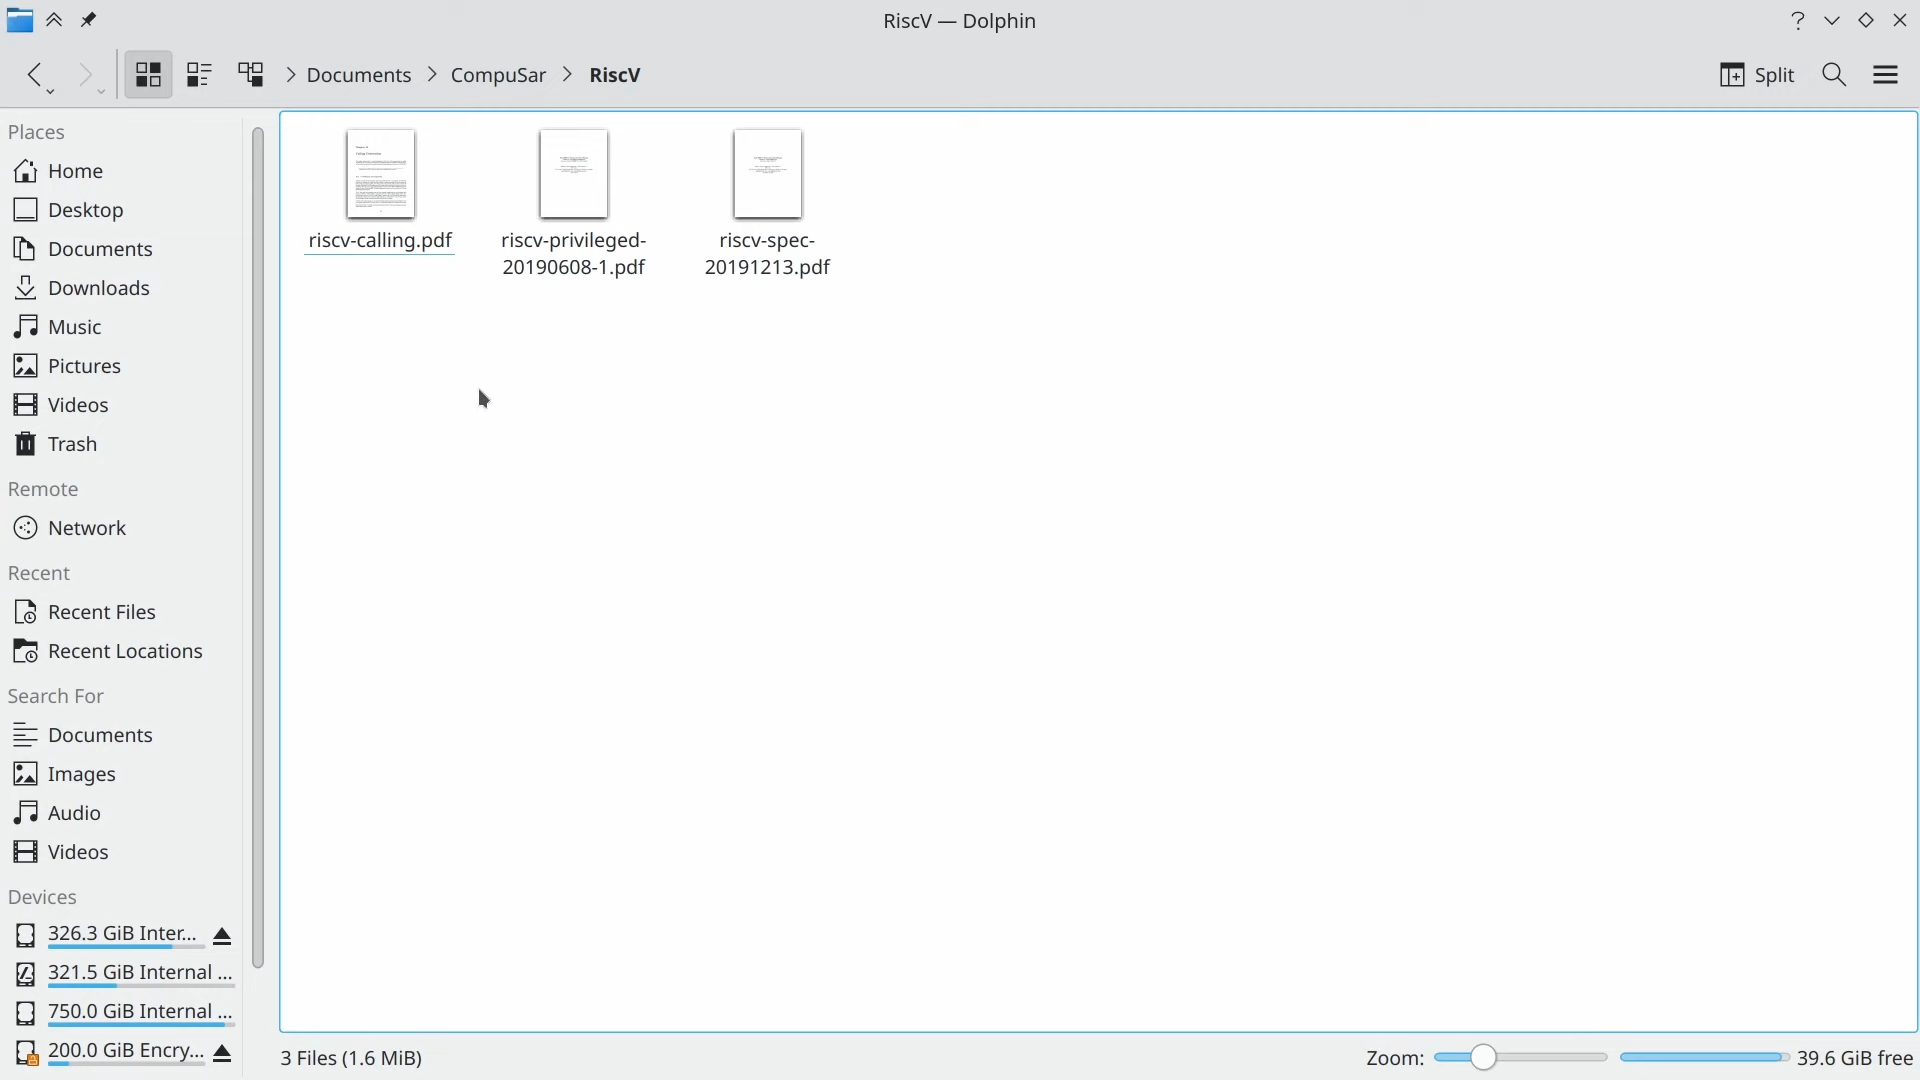 RiscV — Dolphin
Documents
CompuSar
RiscV
Split
Places
Home
Desktop
Documents
Downloads
Music
Pictures
Videos
Trash
Remote
Network
Recent
Recent Files
Recent Locations
Search For
Documents
Images
Audio
Videos
Devices
326.3 GiB Inter...
321.5 GiB Internal ...
750.0 GiB Internal ...
200.0 GiB Encry...
riscv-calling.pdf
riscv-privileged-
20190608-1.pdf
riscv-spec-
20191213.pdf
3 Files (1.6 MiB)
Zoom:
39.6 GiB free